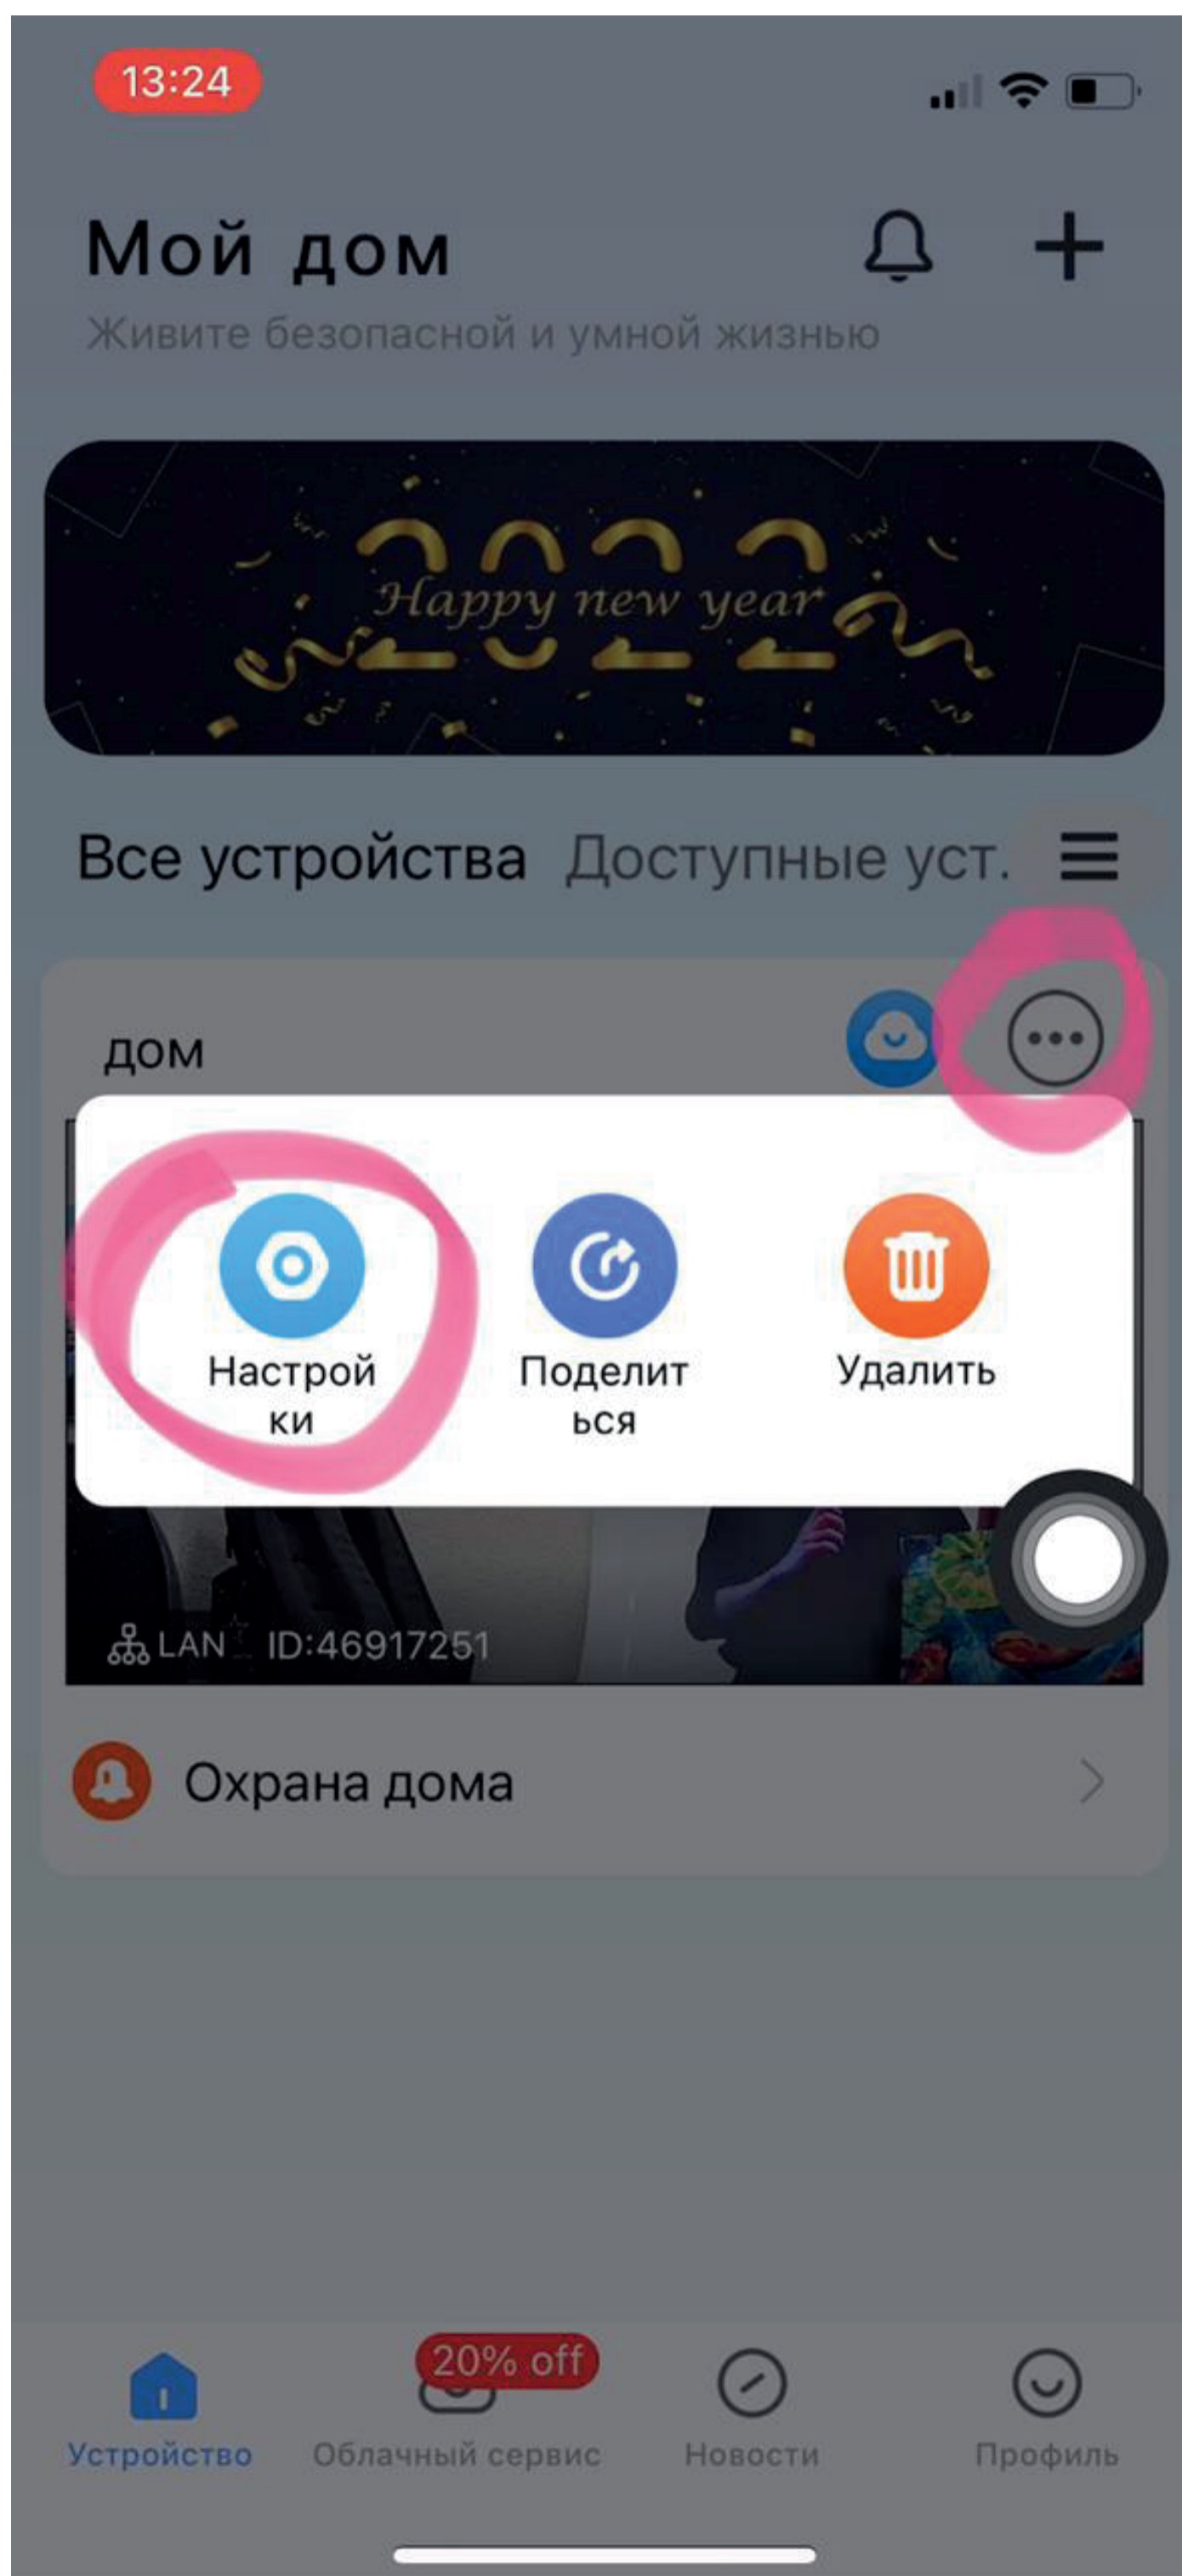 13:24
Мой дом
Живите безопасной и умной жизнью
2022
Happy new year
Все устройства Доступные уст.
дом
Настрой
ки
Поделит
ься
Удалить
LAN ID:46917251
Охрана дома
20% off
Устройство Облачный сервис Новости Профиль